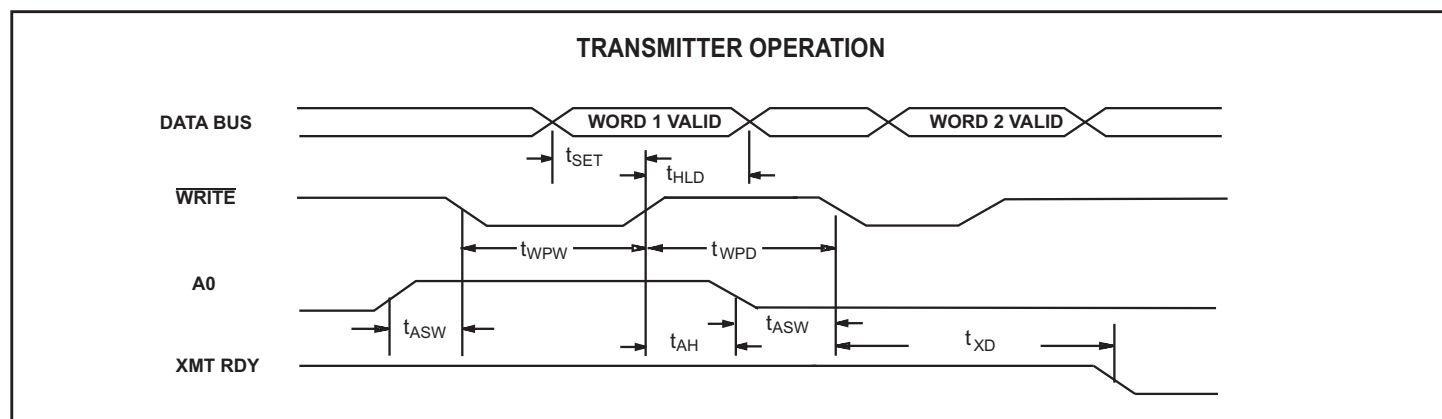 TRANSMITTER OPERATION
DATA BUS WORD 1 VALID WORD 2 VALID
tSET
tHLD
WRITE
tWPW tWPD
A0
tASW tAH tASW tXD
XMT RDY